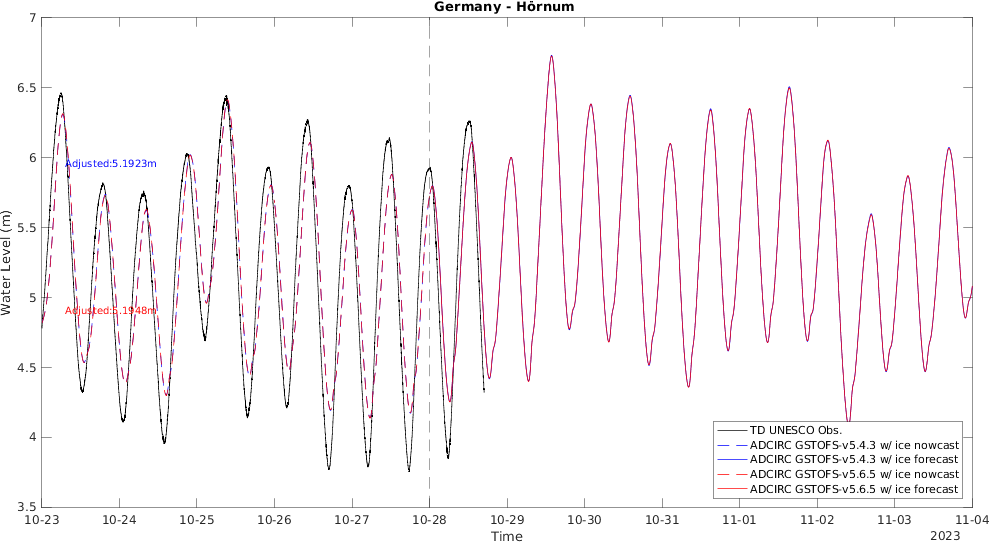 Germany - Hörnum
7
6.5
6
5.5
5
4.5
4
3.5
Water Level (m)
Adjusted:5.1923m
Adjusted:5.1948m
TD UNESCO Obs.
ADCIRC GSTOFS-v5.4.3 w/ ice nowcast
ADCIRC GSTOFS-v5.4.3 w/ ice forecast
ADCIRC GSTOFS-v5.6.5 w/ ice nowcast
ADCIRC GSTOFS-v5.6.5 w/ ice forecast
10-23 10-24 10-25 10-26 10-27 10-28 10-29 10-30 10-31 11-01 11-02 11-03 11-04
Time
2023